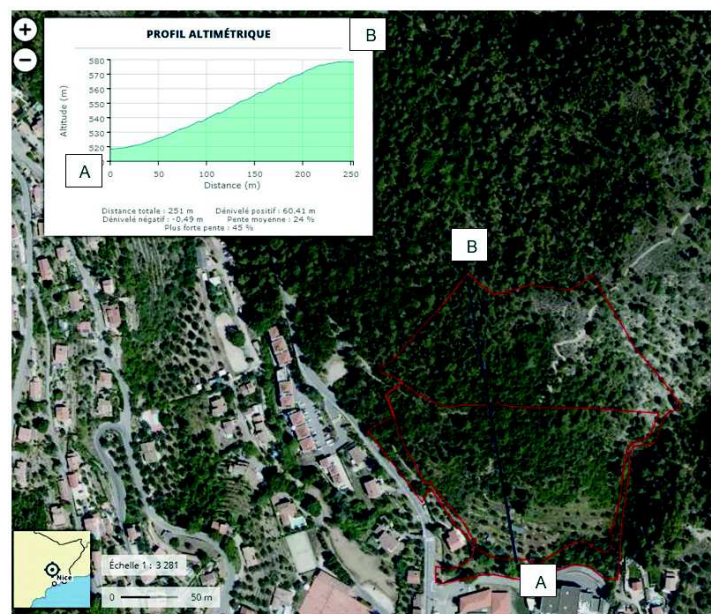 PROFIL ALTIMÉTRIQUE
B
580
570
560
550
540
530
520
Altitude (m)
A
0 50 100 150 200 250
Distance (m)
Distance totale : 251 m Dénivelé positif : 60.41 m
Dénivelé négatif : -0.49 m Pente moyenne : 24 %
Plus forte pente : 45 %
B
A
Nice
Échelle 1 : 3 281
0 50 m